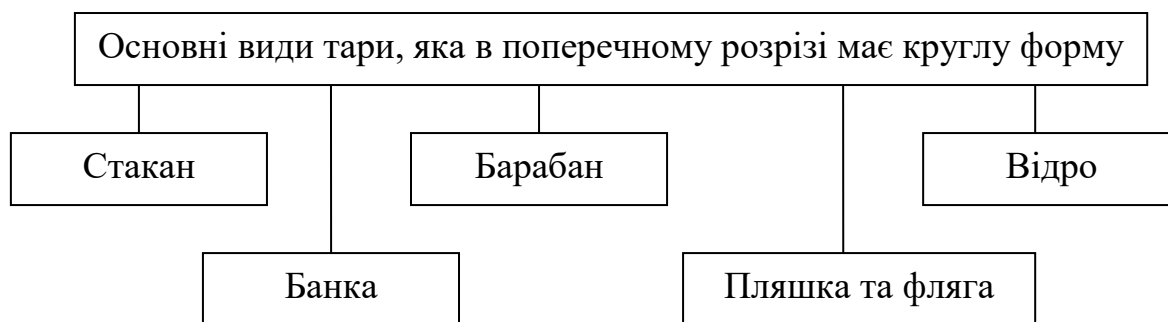 Основні види тари, яка в поперечному розрізі має круглу форму
Стакан
Барабан
Відро
Банка
Пляшка та фляга